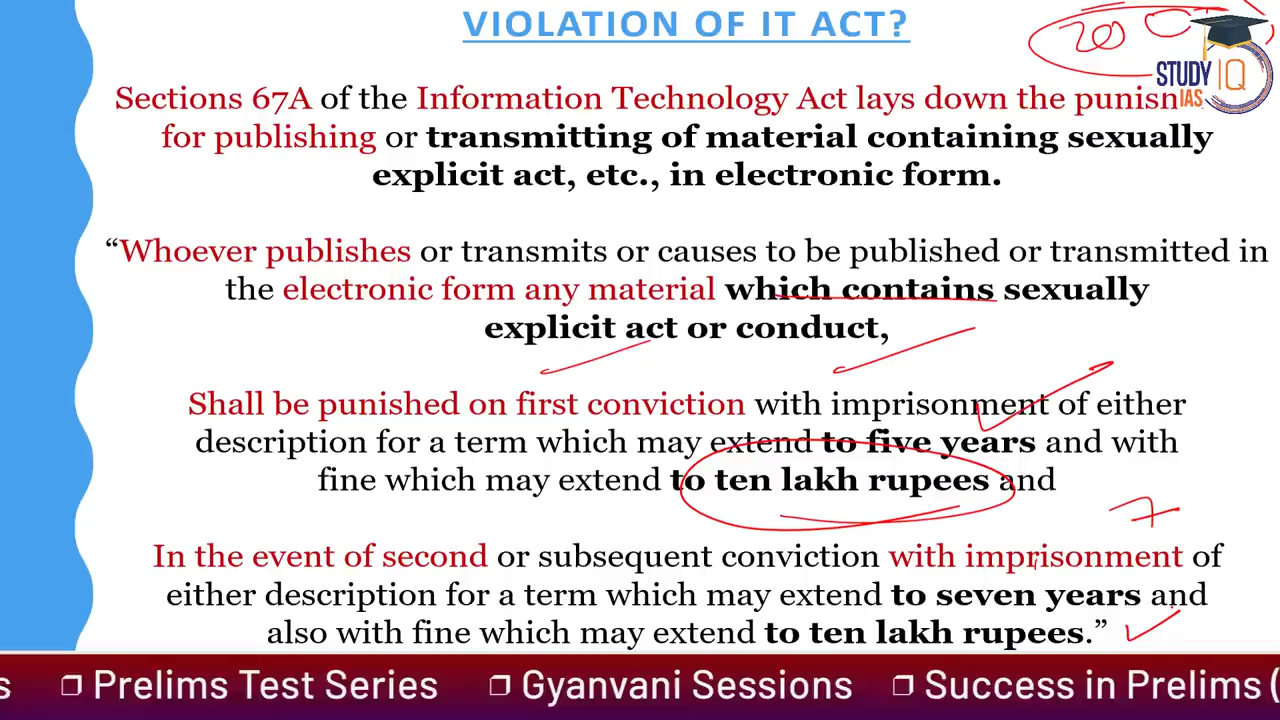 VIOLATION OF IT ACT?
200
STUDY IQ
IAS
Sections 67A of the Information Technology Act lays down the punish
for publishing or transmitting of material containing sexually
explicit act, etc., in electronic form.
“Whoever publishes or transmits or causes to be published or transmitted in
the electronic form any material which contains sexually
explicit act or conduct,
Shall be punished on first conviction with imprisonment of either
description for a term which may extend to five years and with
fine which may extend to ten lakh rupees and
7
In the event of second or subsequent conviction with imprisonment of
either description for a term which may extend to seven years and
also with fine which may extend to ten lakh rupees.”
s ❐ Prelims Test Series ❐ Gyanvani Sessions ❐ Success in Prelims (